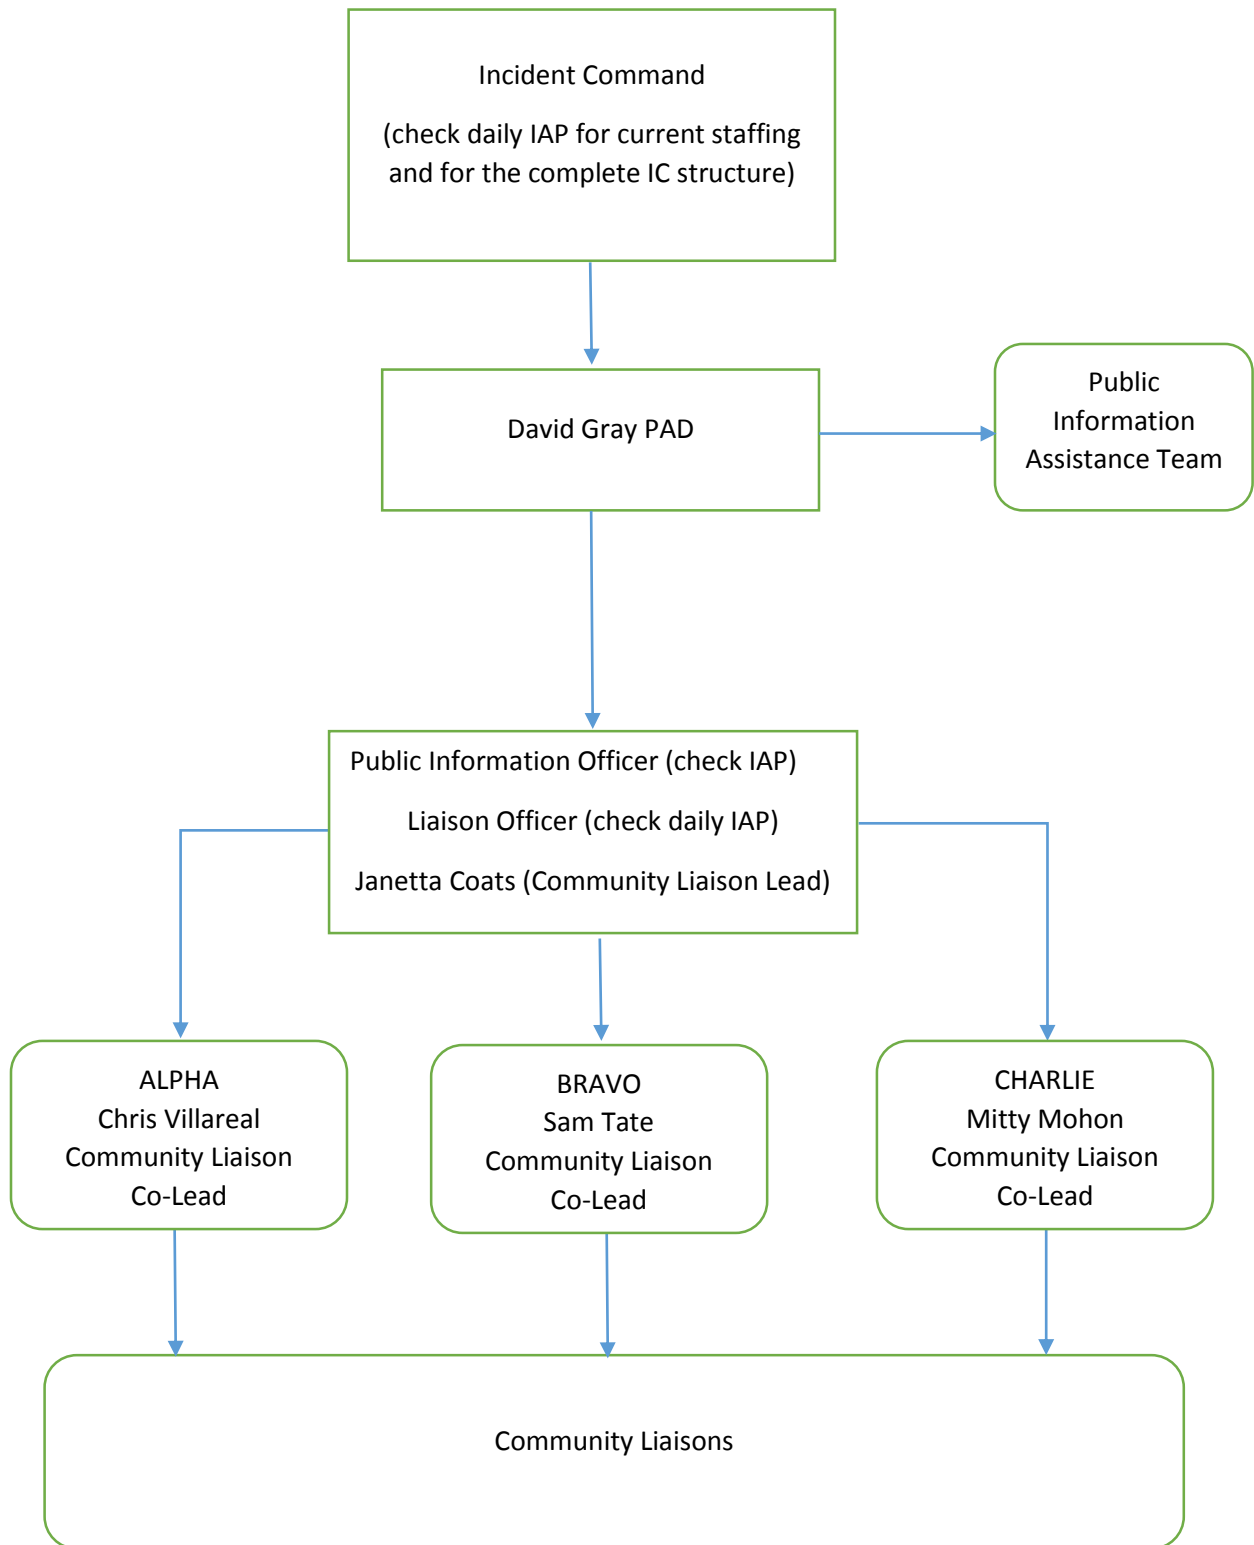 Incident Command
(check daily IAP for current staffing
and for the complete IC structure)
David Gray PAD
Public
Information
Assistance Team
Public Information Officer (check IAP)
Liaison Officer (check daily IAP)
Janetta Coats (Community Liaison Lead)
ALPHA
Chris Villareal
Community Liaison
Co-Lead
BRAVO
Sam Tate
Community Liaison
Co-Lead
CHARLIE
Mitty Mohon
Community Liaison
Co-Lead
Community Liaisons